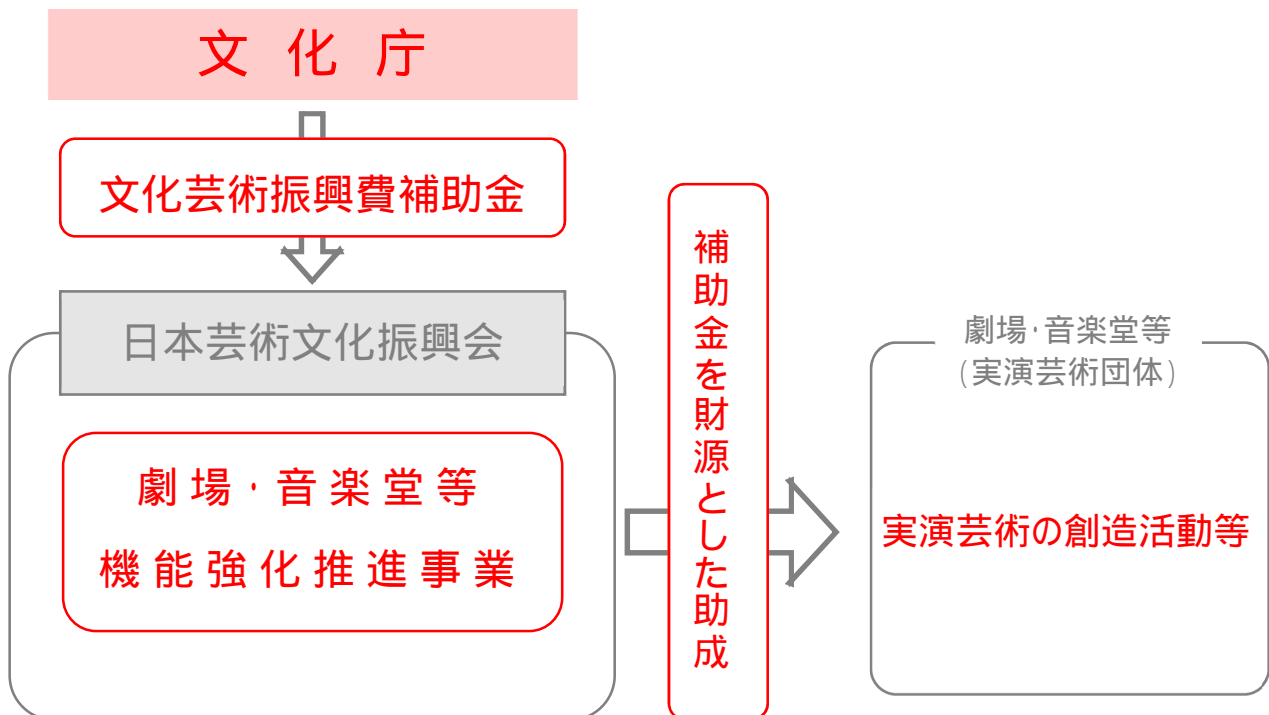 文化庁
文化芸術振興費補助金
日本芸術文化振興会
劇場・音楽堂等
機能強化推進事業
補助金を財源とした助成
劇場・音楽堂等
(実演芸術団体)
実演芸術の創造活動等